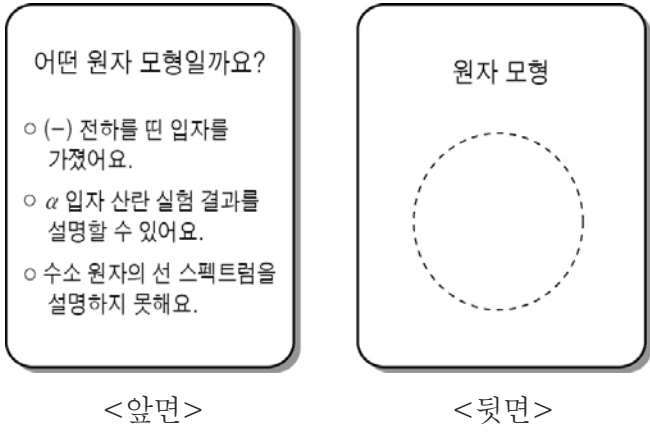 어떤 원자 모형일까요?
○ (-) 전하를 띤 입자를
가졌어요.
○ α 입자 산란 실험 결과를
설명할 수 있어요.
○ 수소 원자의 선 스펙트럼을
설명하지 못해요.
<앞면>
원자 모형
<뒷면>